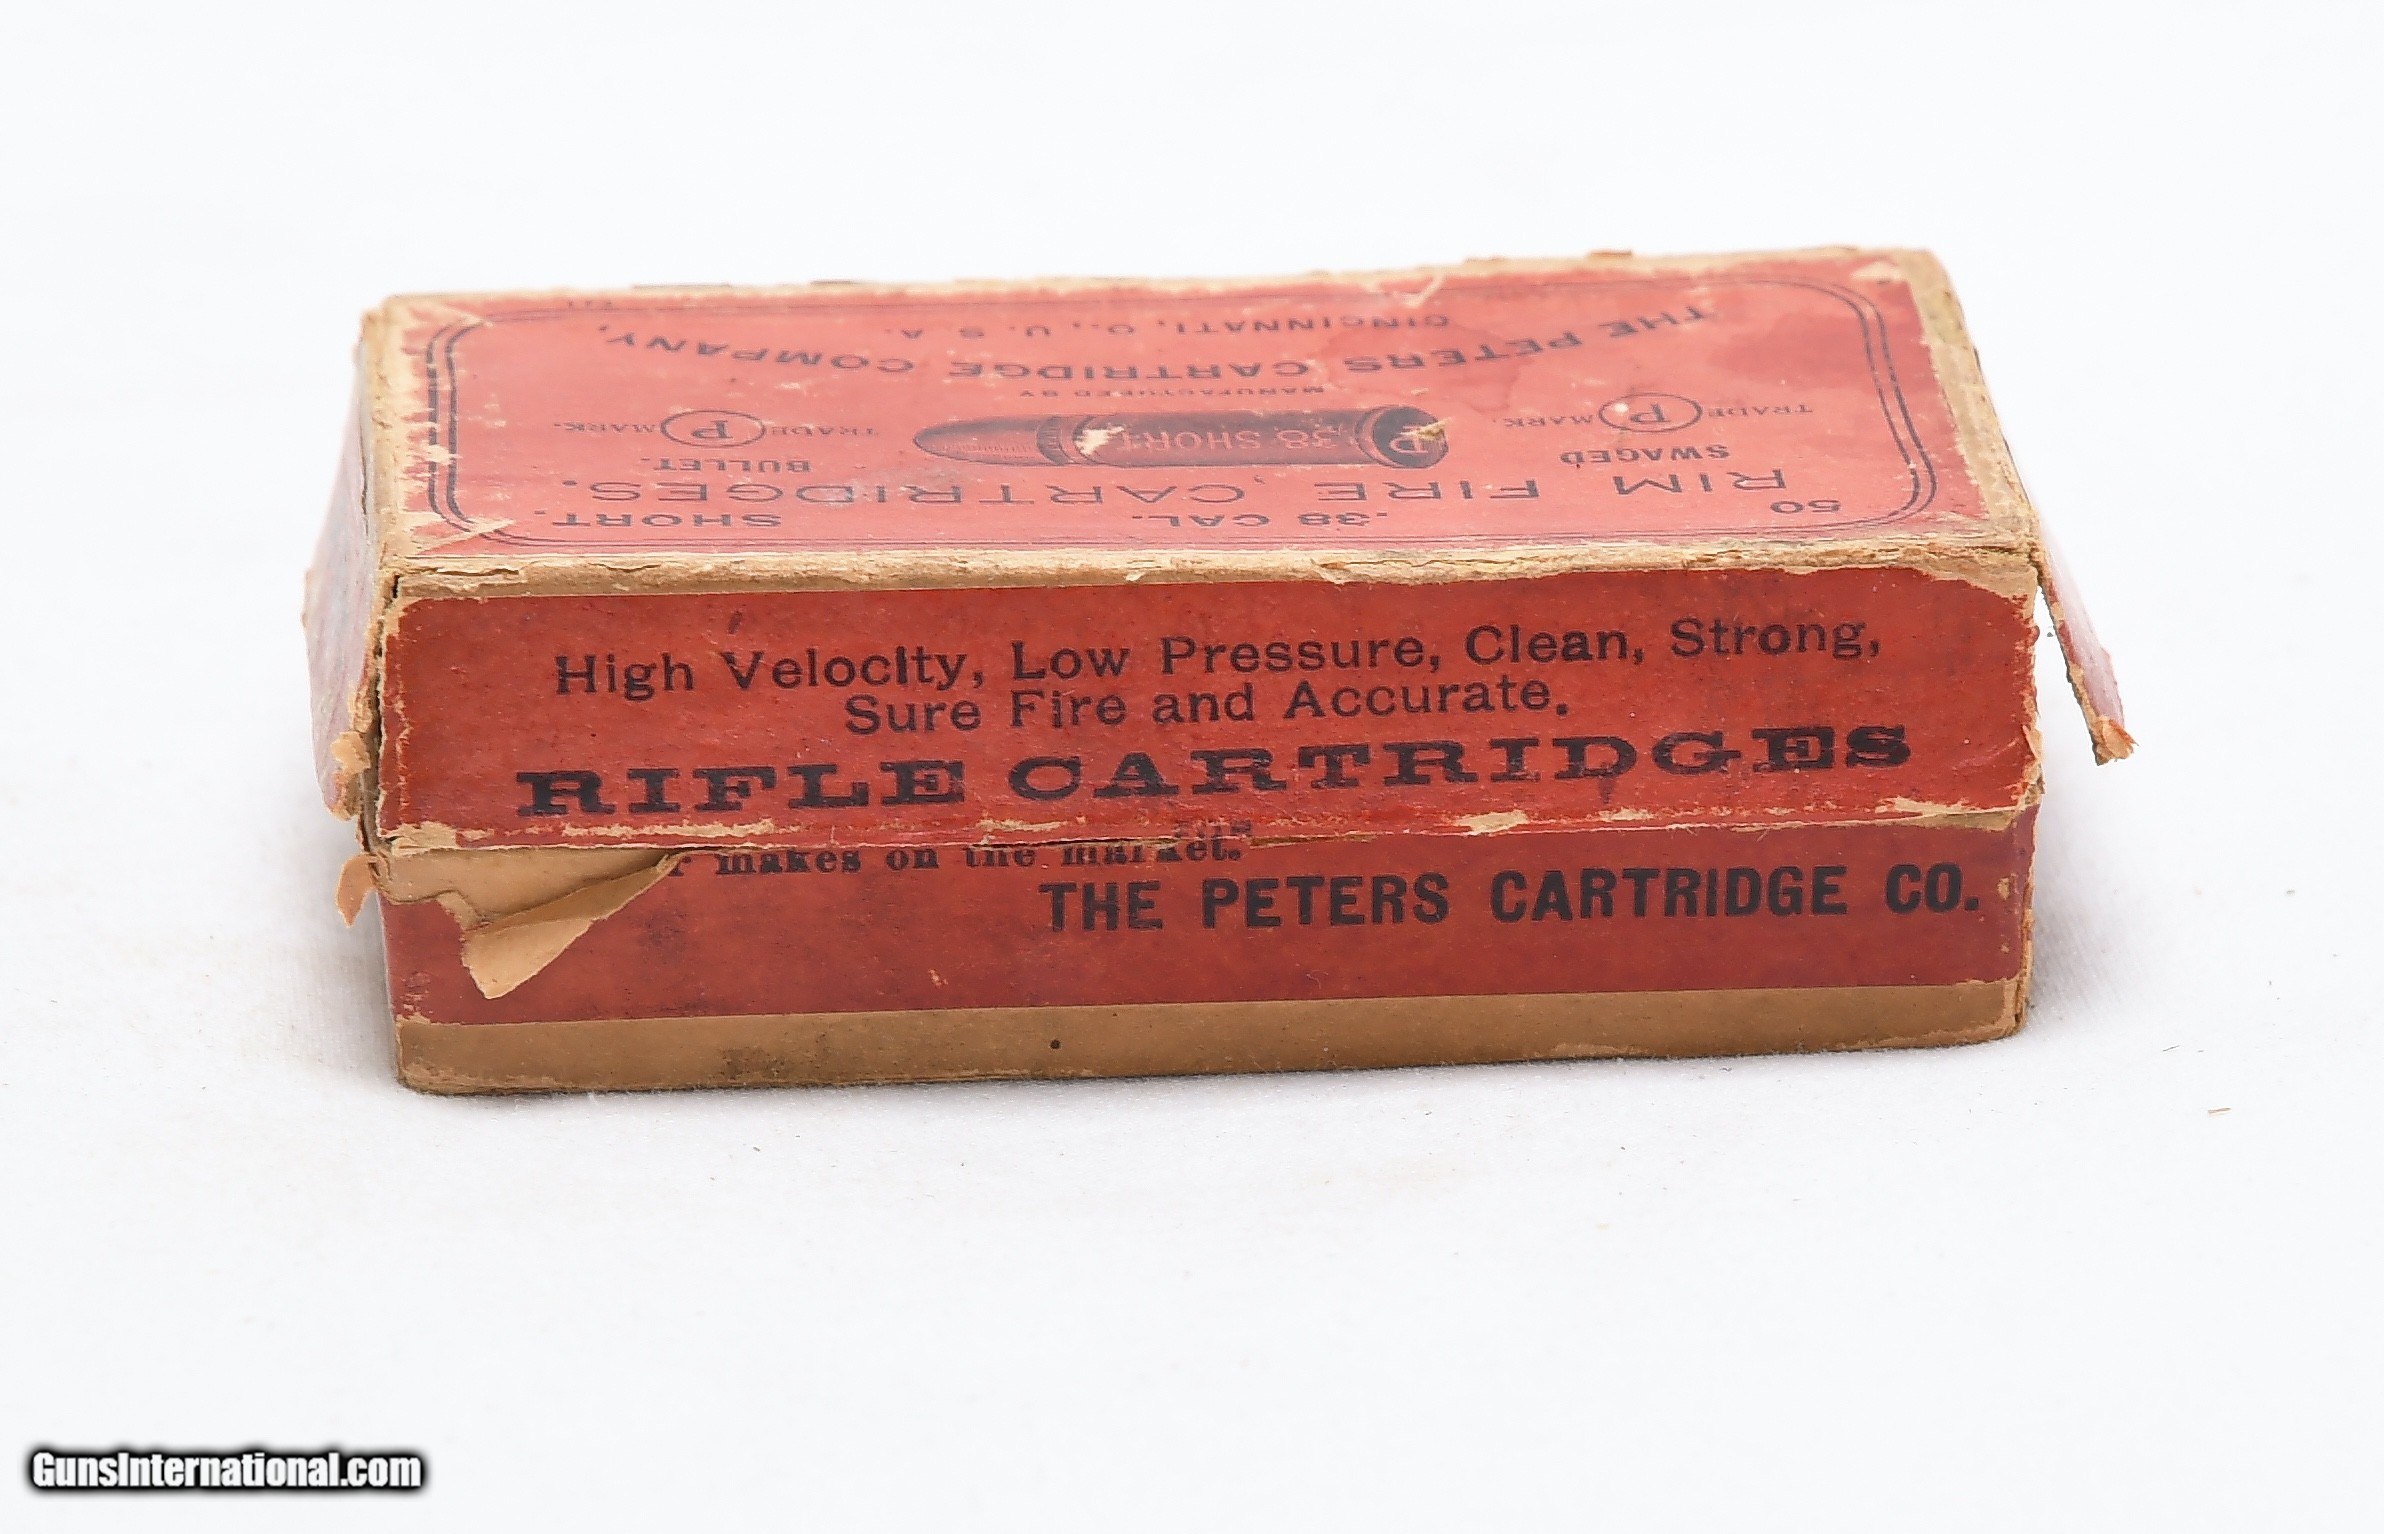 50 .38 CAL. SHORT.
RIM FIRE CARTRIDGES.
SWAGED BULLET.
TRADE P MARK. .38 SHORT TRADE P MARK.
P
MANUFACTURED BY
THE PETERS CARTRIDGE COMPANY,
CINCINNATI, O., U. S. A.
High Velocity, Low Pressure, Clean, Strong,
Sure Fire and Accurate.
RIFLE CARTRIDGES
makes on the market.
THE PETERS CARTRIDGE CO.
GunsInternational.com